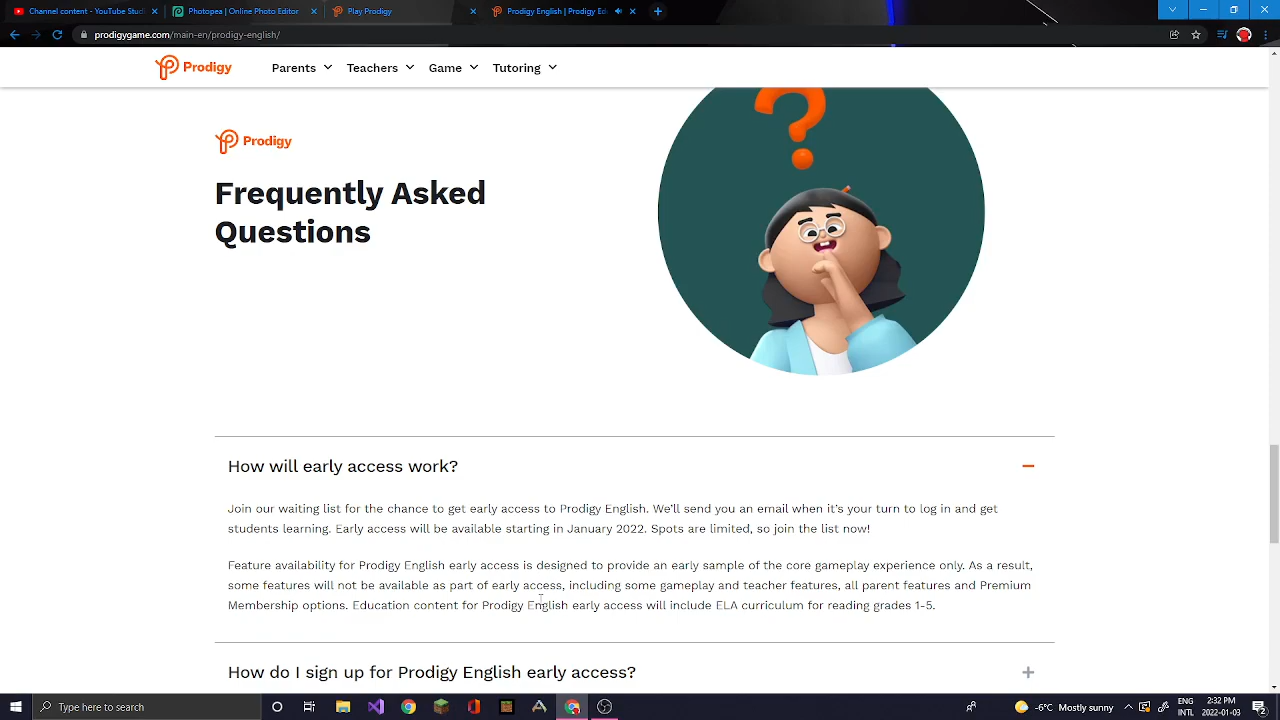 Channel content - YouTube Stud
Photopea | Online Photo Editor
Play Prodigy
Prodigy English | Prodigy Ed
prodigygame.com/main-en/prodigy-english/
Prodigy
Parents
Teachers
Game
Tutoring
Prodigy
Frequently Asked
Questions
How will early access work?
Join our waiting list for the chance to get early access to Prodigy English. We'll send you an email when it's your turn to log in and get
students learning. Early access will be available starting in January 2022. Spots are limited, so join the list now!
Feature availability for Prodigy English early access is designed to provide an early sample of the core gameplay experience only. As a result,
some features will not be available as part of early access, including some gameplay and teacher features, all parent features and Premium
Membership options. Education content for Prodigy English early access will include ELA curriculum for reading grades 1-5.
How do I sign up for Prodigy English early access?
Type here to search
-6°C Mostly sunny
ENG
INTL
2:32 PM
2022-01-03